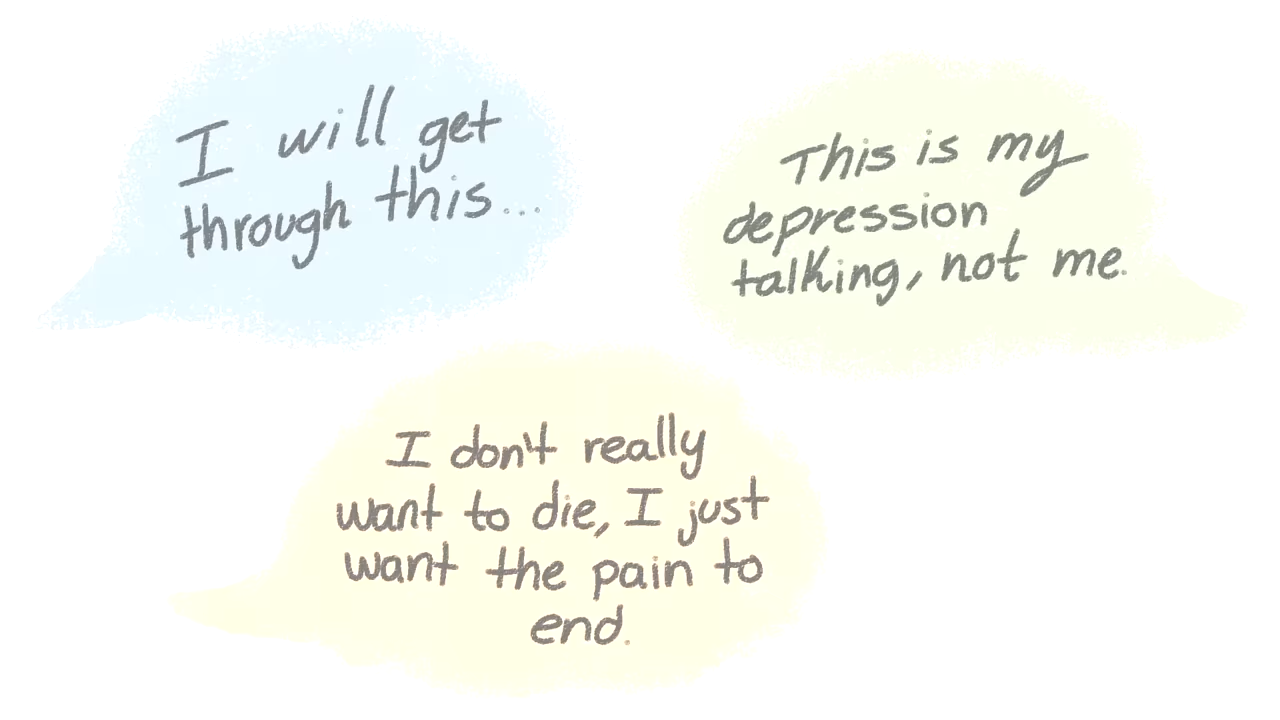 I will get
through this...
This is my
depression
talking, not me.
I don't really
want to die, I just
want the pain to
end.